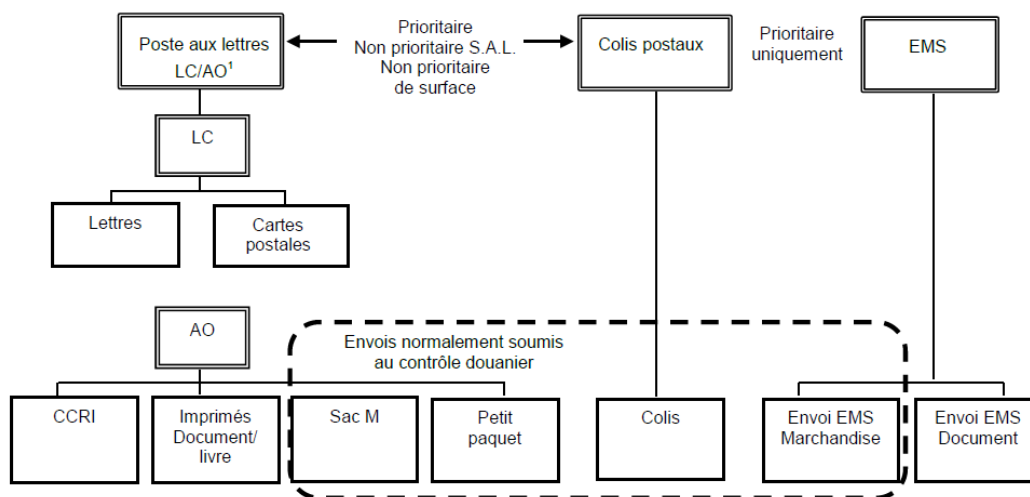 Poste aux lettres
LC/AO¹
Prioritaire
Non prioritaire S.A.L.
Non prioritaire
de surface
Colis postaux
Prioritaire
uniquement
EMS
LC
Lettres
Cartes
postales
AO
Envois normalement soumis
au contrôle douanier
CCRI
Imprimés
Document/
livre
Sac M
Petit
paquet
Colis
Envoi EMS
Marchandise
Envoi EMS
Document